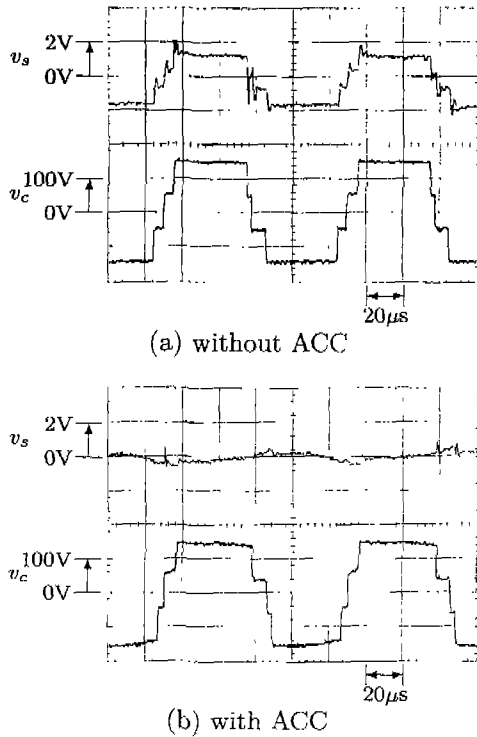 2V
v_s
0V
100V
v_c
0V
20μs
(a) without ACC
2V
v_s
0V
100V
v_c
0V
20μs
(b) with ACC